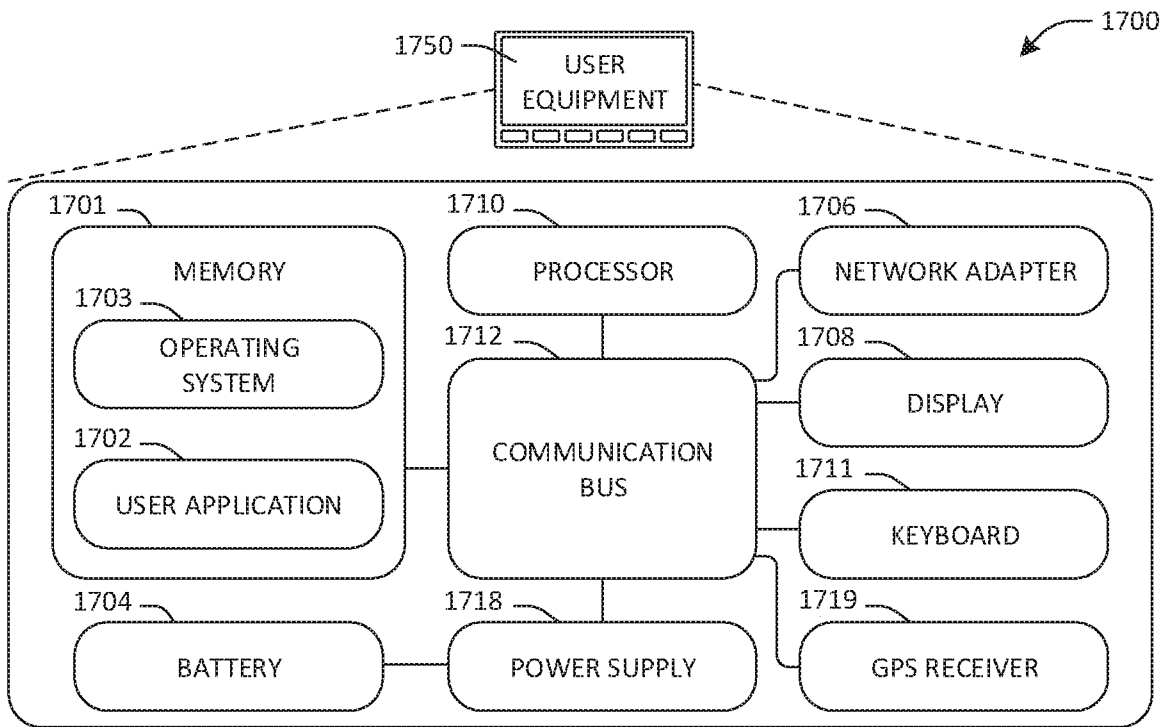 1700
1750
USER
EQUIPMENT
1701
1710
1706
MEMORY
PROCESSOR
NETWORK ADAPTER
1703
1712
1708
OPERATING
SYSTEM
DISPLAY
COMMUNICATION
BUS
1702
1711
USER APPLICATION
KEYBOARD
1704
1718
1719
BATTERY
POWER SUPPLY
GPS RECEIVER